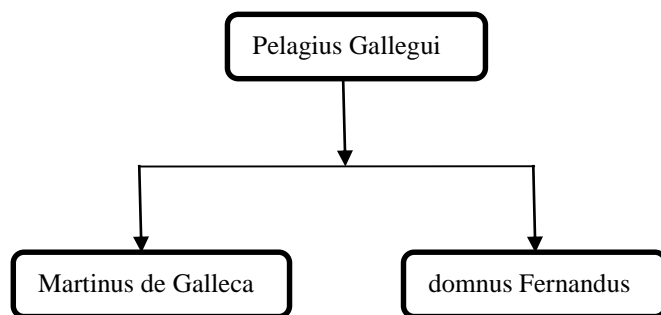 Pelagius Gallegui
Martinus de Galleca
domnus Fernandus